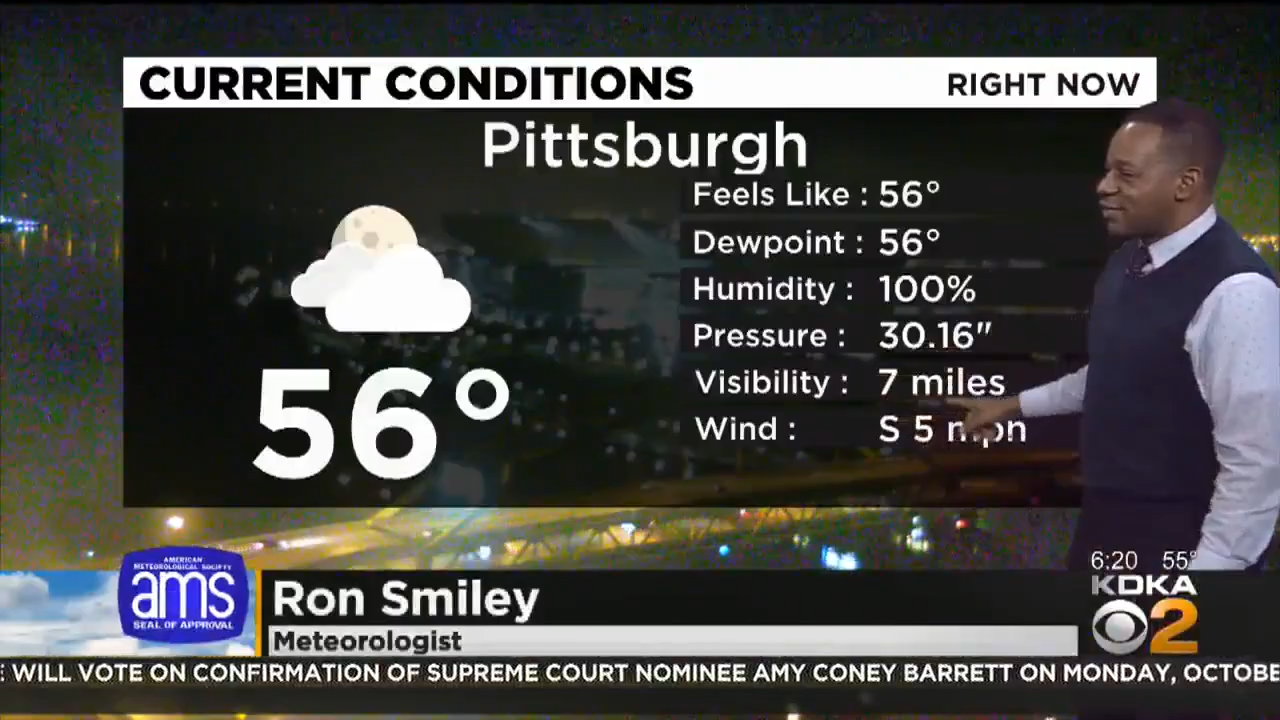 CURRENT CONDITIONS RIGHT NOW
Pittsburgh
56°
Feels Like : 56°
Dewpoint : 56°
Humidity : 100%
Pressure : 30.16"
Visibility : 7 miles
Wind : S 5 mph
6:20 55°
KDKA
2
AMERICAN
METEOROLOGICAL SOCIETY
ams
SEAL OF APPROVAL
Ron Smiley
Meteorologist
WILL VOTE ON CONFIRMATION OF SUPREME COURT NOMINEE AMY CONEY BARRETT ON MONDAY, OCTOBE